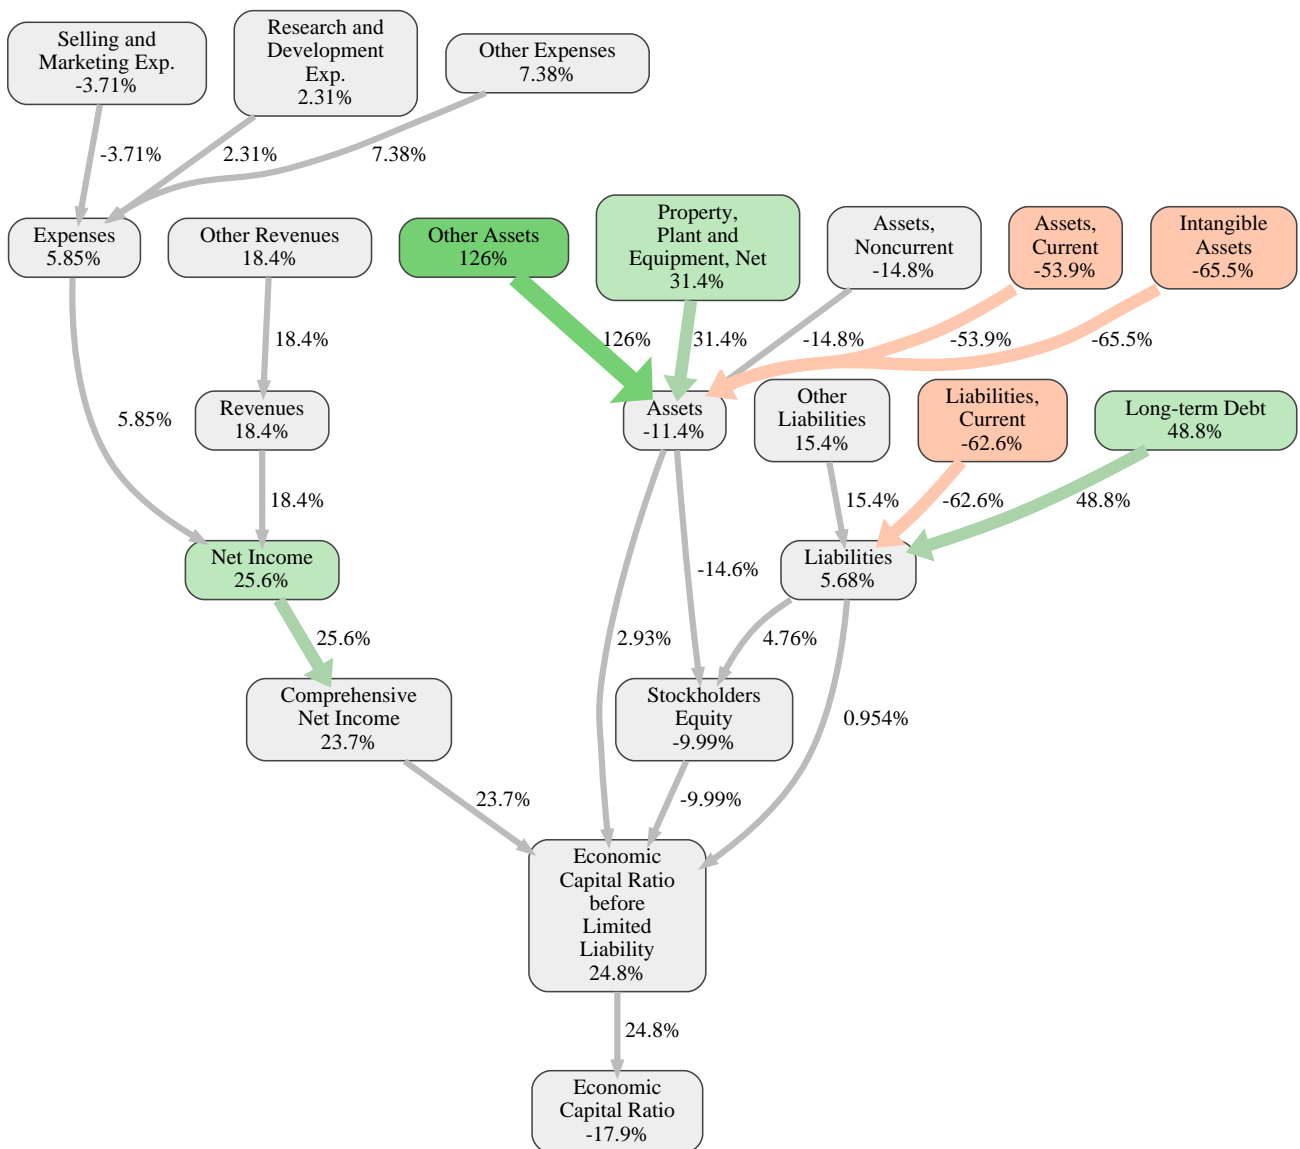 Selling and
Marketing Exp.
-3.71%
Research and
Development
Exp.
2.31%
Other Expenses
7.38%
-3.71%
2.31%
7.38%
Expenses
5.85%
Other Revenues
18.4%
Other Assets
126%
Property,
Plant and
Equipment, Net
31.4%
Assets,
Noncurrent
-14.8%
Assets,
Current
-53.9%
Intangible
Assets
-65.5%
18.4%
126%
31.4%
-14.8%
-53.9%
-65.5%
5.85%
Revenues
18.4%
Assets
-11.4%
Other
Liabilities
15.4%
Liabilities,
Current
-62.6%
Long-term Debt
48.8%
18.4%
15.4%
-62.6%
48.8%
Net Income
25.6%
-14.6%
Liabilities
5.68%
25.6%
2.93%
4.76%
Comprehensive
Net Income
23.7%
Stockholders
Equity
-9.99%
0.954%
23.7%
-9.99%
Economic
Capital Ratio
before
Limited
Liability
24.8%
24.8%
Economic
Capital Ratio
-17.9%